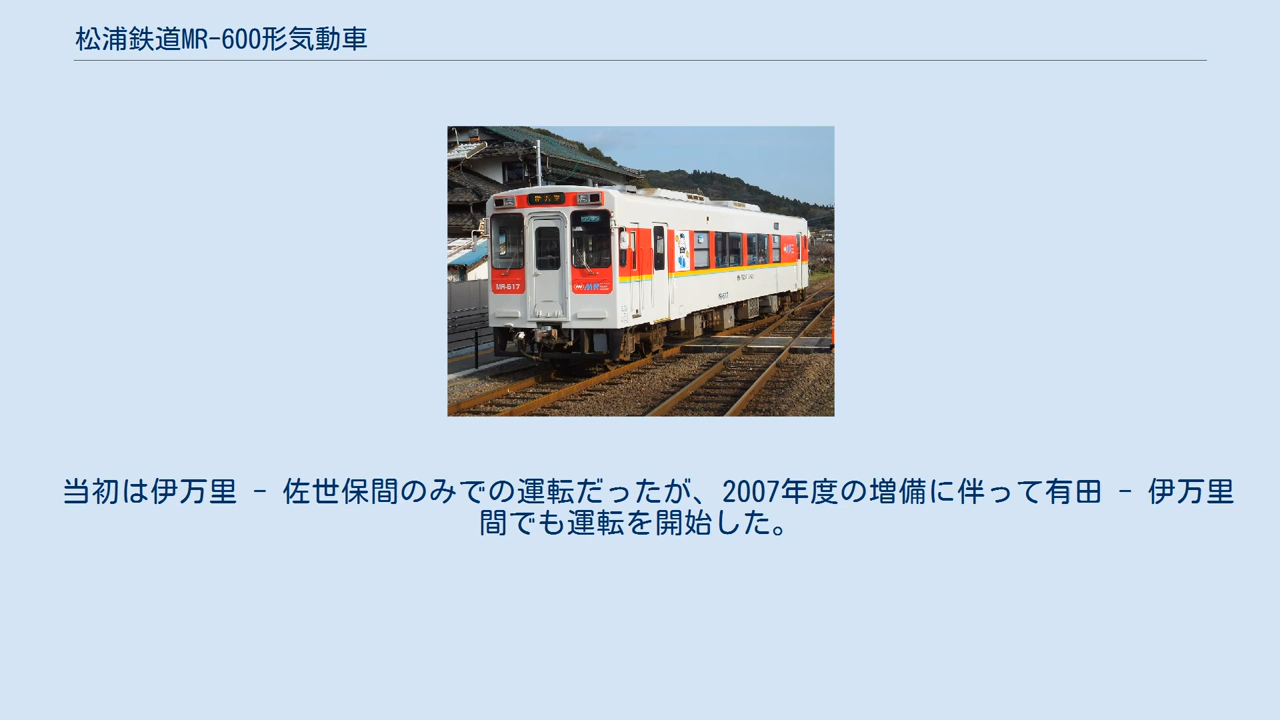 松浦鉄道MR-600形気動車
MR-617
当初は伊万里 - 佐世保間のみでの運転だったが、2007年度の増備に伴って有田 - 伊万里
間でも運転を開始した。